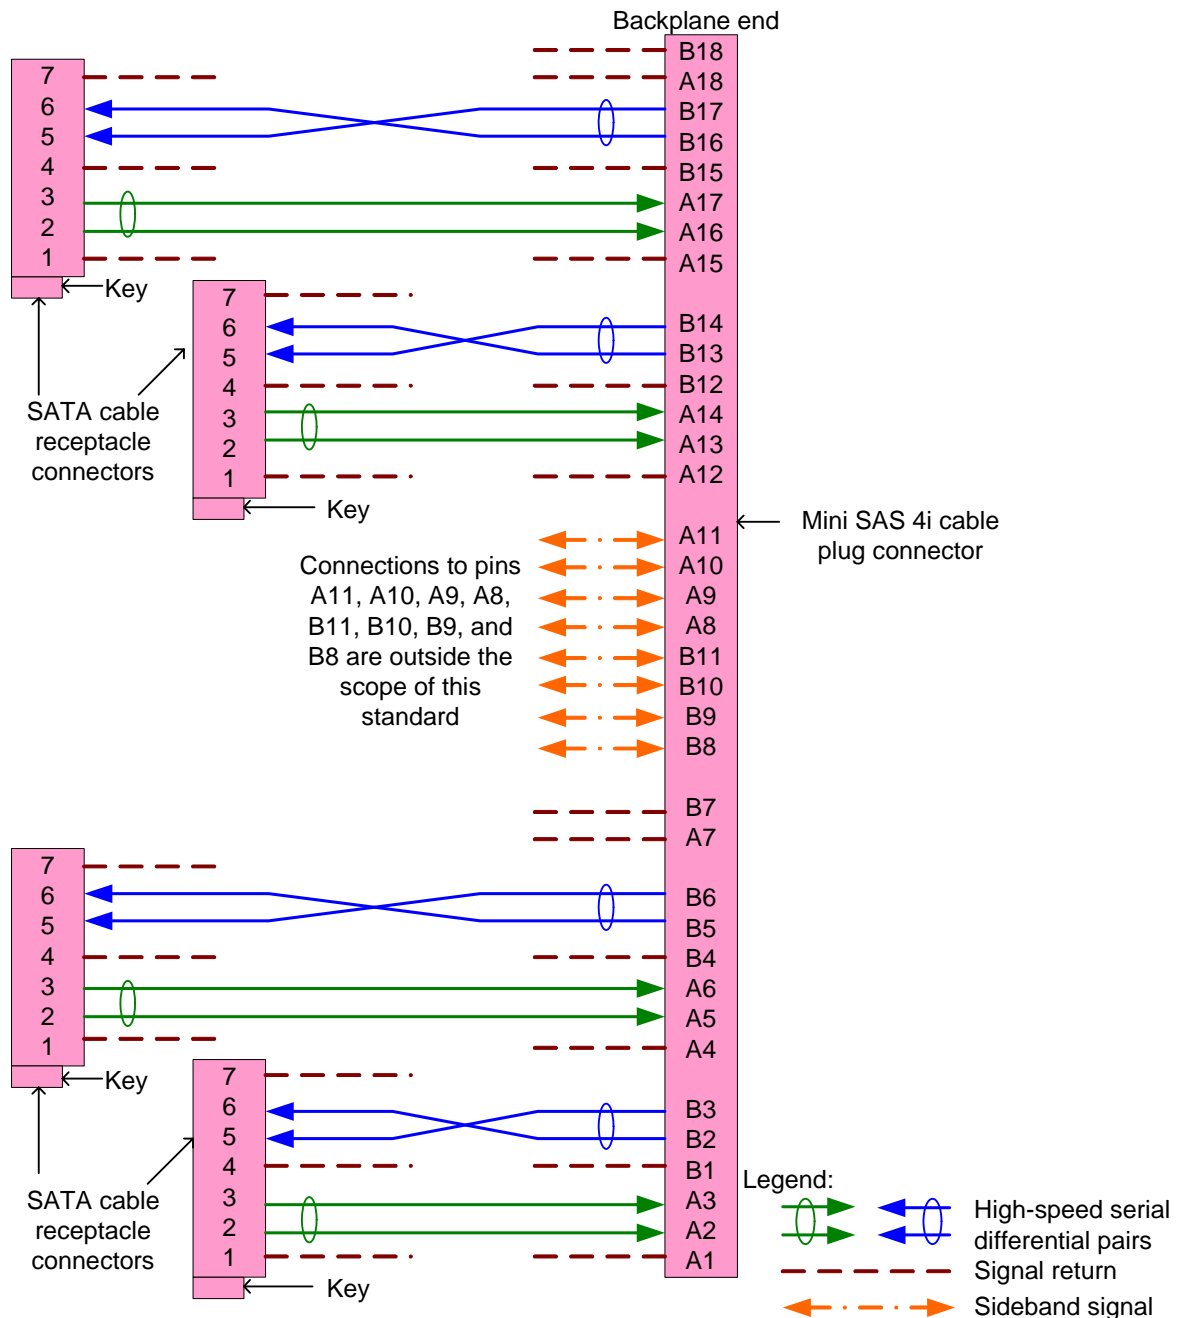 Backplane end
7
6
5
4
3
2
1
Key
7
6
5
4
3
2
1
Key
SATA cable
receptacle
connectors
B18
A18
B17
B16
B15
A17
A16
A15
B14
B13
B12
A14
A13
A12
A11
A10
A9
A8
B11
B10
B9
B8
B7
A7
B6
B5
B4
A6
A5
A4
B3
B2
B1
A3
A2
A1
Mini SAS 4i cable
plug connector
Connections to pins
A11, A10, A9, A8,
B11, B10, B9, and
B8 are outside the
scope of this
standard
7
6
5
4
3
2
1
Key
7
6
5
4
3
2
1
Key
SATA cable
receptacle
connectors
Legend:
High-speed serial
differential pairs
Signal return
Sideband signal